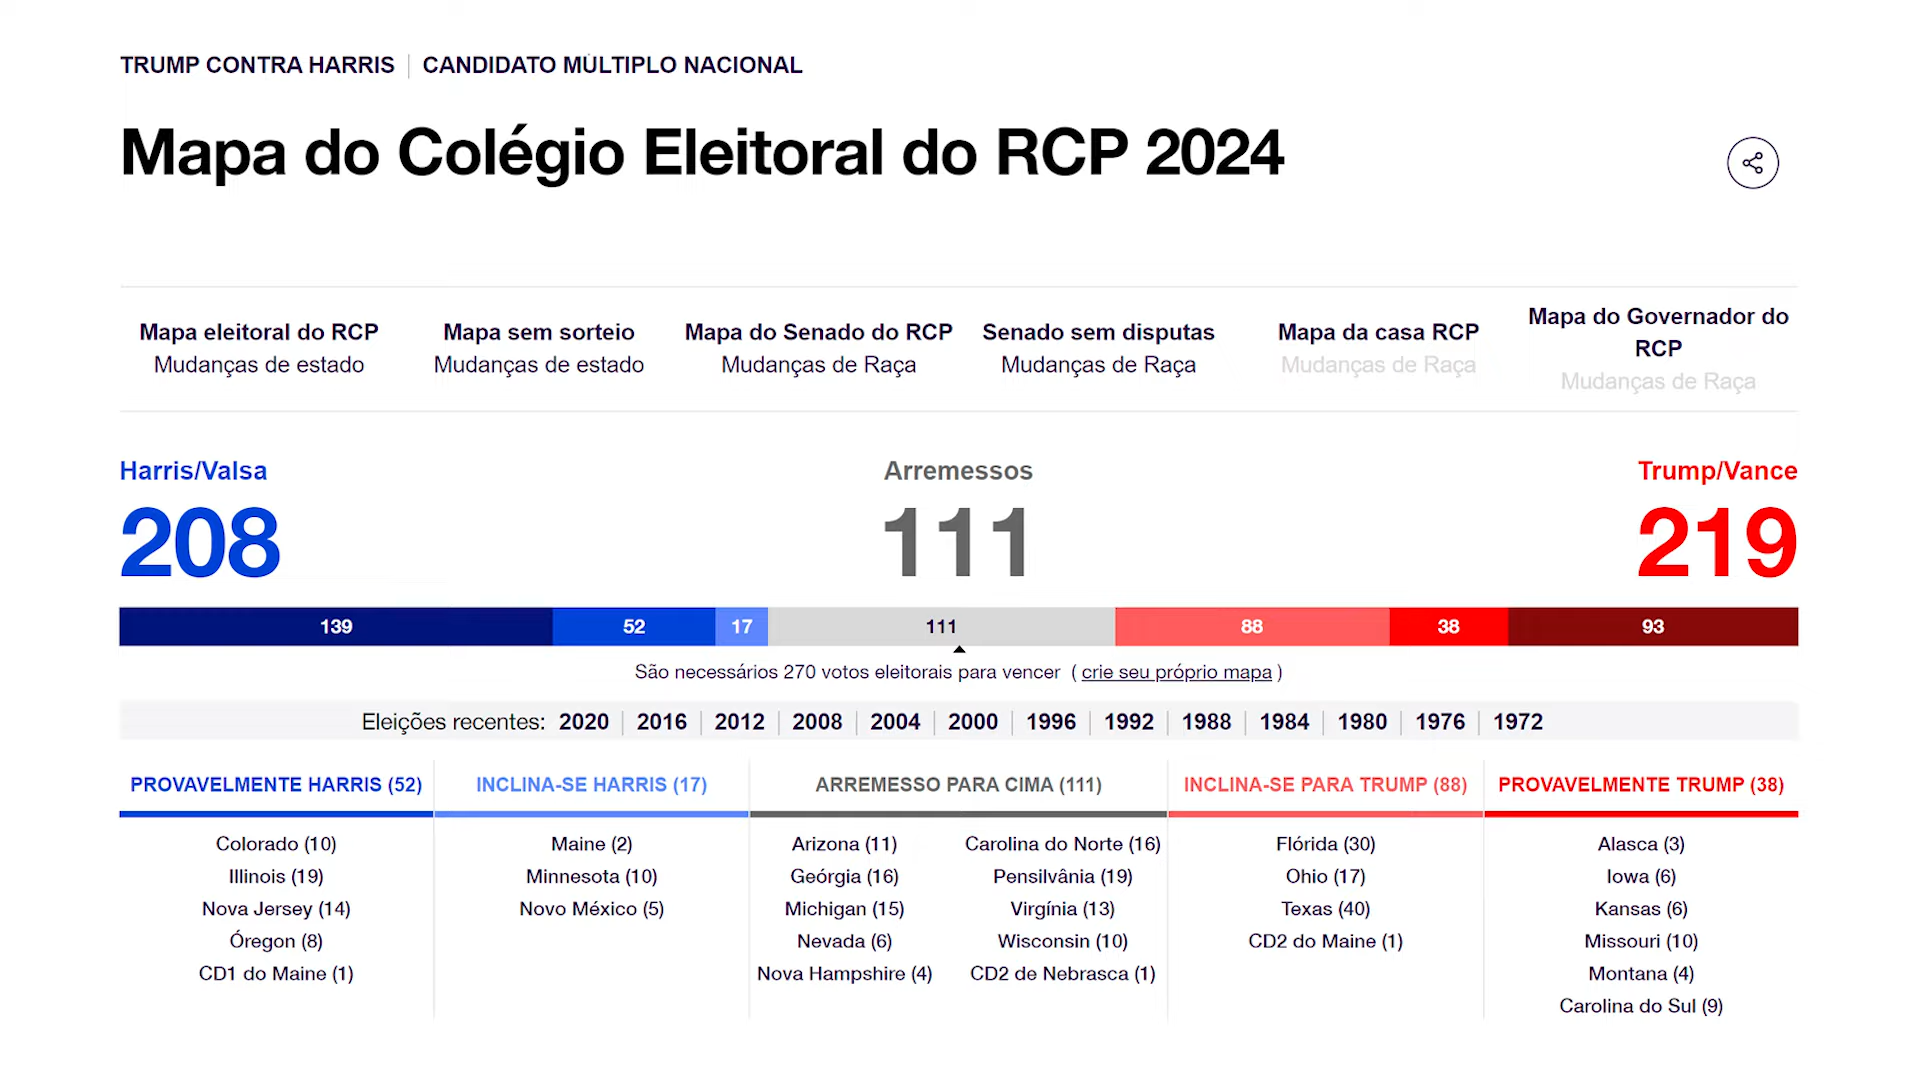 TRUMP CONTRA HARRIS | CANDIDATO MÚLTIPLO NACIONAL
Mapa do Colégio Eleitoral do RCP 2024
Mapa eleitoral do RCP
Mudanças de estado
Mapa sem sorteio
Mudanças de estado
Mapa do Senado do RCP
Mudanças de Raça
Senado sem disputas
Mudanças de Raça
Mapa da casa RCP
Mudanças de Raça
Mapa do Governador do
RCP
Mudanças de Raça
Harris/Valsa
208
Arremessos
111
Trump/Vance
219
139 52 17 111 88 38 93
São necessários 270 votos eleitorais para vencer ( crie seu próprio mapa )
Eleições recentes: 2020 | 2016 | 2012 | 2008 | 2004 | 2000 | 1996 | 1992 | 1988 | 1984 | 1980 | 1976 | 1972
PROVAVELMENTE HARRIS (52)
Colorado (10)
Illinois (19)
Nova Jersey (14)
Óregon (8)
CD1 do Maine (1)
INCLINA-SE HARRIS (17)
Maine (2)
Minnesota (10)
Novo México (5)
ARREMESSO PARA CIMA (111)
Arizona (11)
Geórgia (16)
Michigan (15)
Nevada (6)
Nova Hampshire (4)
Carolina do Norte (16)
Pensilvânia (19)
Virgínia (13)
Wisconsin (10)
CD2 de Nebrasca (1)
INCLINA-SE PARA TRUMP (88)
Flórida (30)
Ohio (17)
Texas (40)
CD2 do Maine (1)
PROVAVELMENTE TRUMP (38)
Alasca (3)
Iowa (6)
Kansas (6)
Missouri (10)
Montana (4)
Carolina do Sul (9)